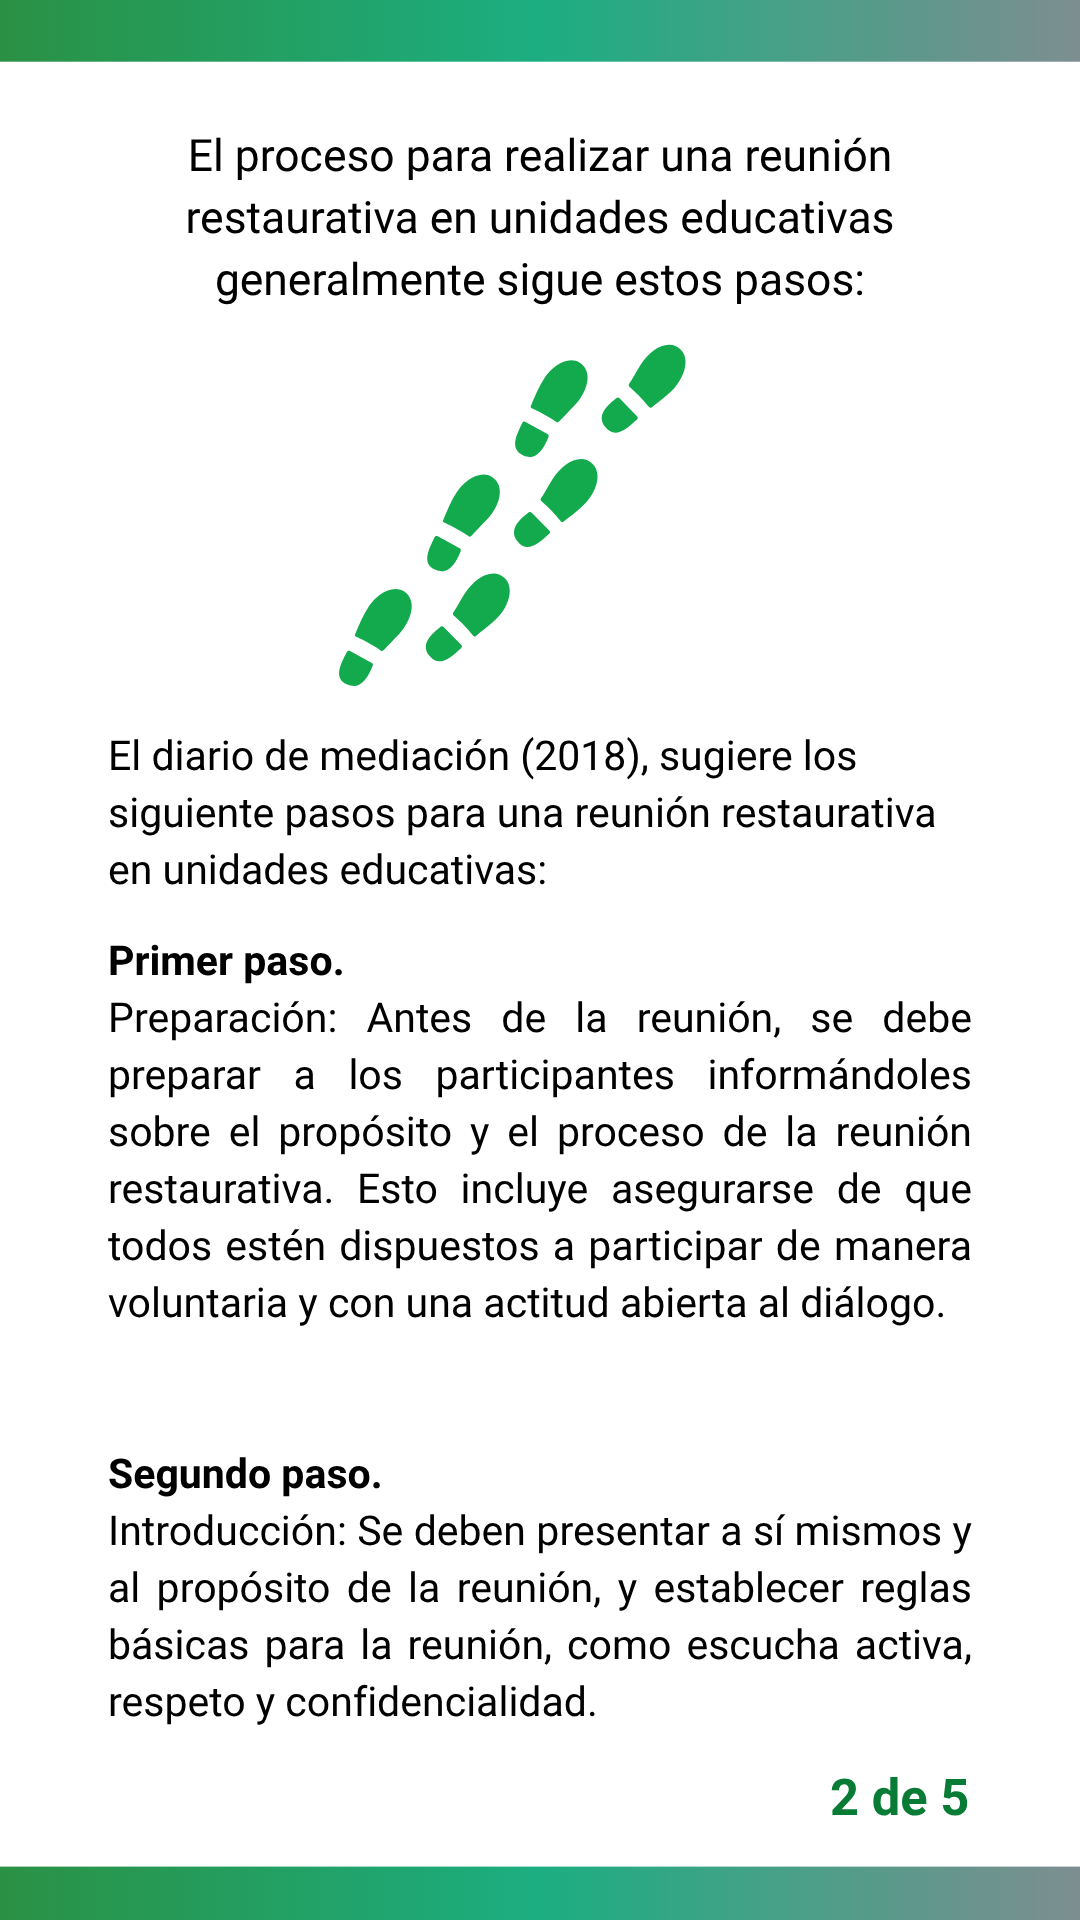 El proceso para realizar una reunión
restaurativa en unidades educativas
generalmente sigue estos pasos:
El diario de mediación (2018), sugiere los
siguiente pasos para una reunión restaurativa
en unidades educativas:
Primer paso.
Preparación: Antes de la reunión, se debe
preparar a los participantes informándoles
sobre el propósito y el proceso de la reunión
restaurativa. Esto incluye asegurarse de que
todos estén dispuestos a participar de manera
voluntaria y con una actitud abierta al diálogo.
Segundo paso.
Introducción: Se deben presentar a sí mismos y
al propósito de la reunión, y establecer reglas
básicas para la reunión, como escucha activa,
respeto y confidencialidad.
2 de 5